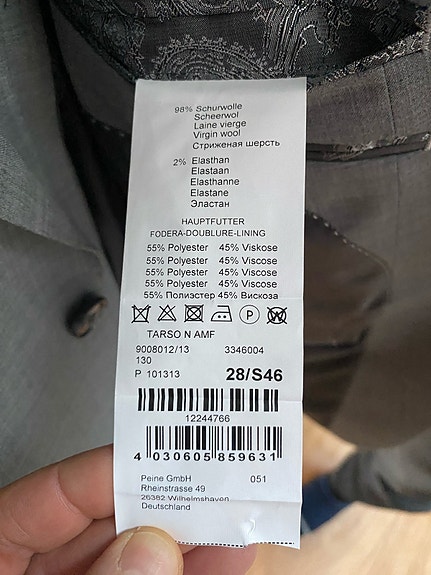 98% Schurwolle
Scheerwol
Laine vierge
Virgin wool
Стриженая шерсть
2% Elasthan
Elastaan
Elasthanne
Elastane
Эластан
HAUPTFUTTER
FODERA-DOUBLURE-LINING
55% Polyester 45% Viskose
55% Polyester 45% Viscose
55% Polyester 45% Viscose
55% Polyester 45% Viscose
55% Полиэстер 45% Вискоза
P W
TARSO N AMF
9008012/13 3346004
130
P 101313 28/S46
12244766
4 030605 859631
Peine GmbH 051
Rheinstrasse 49
26382 Wilhelmshaven
Deutschland